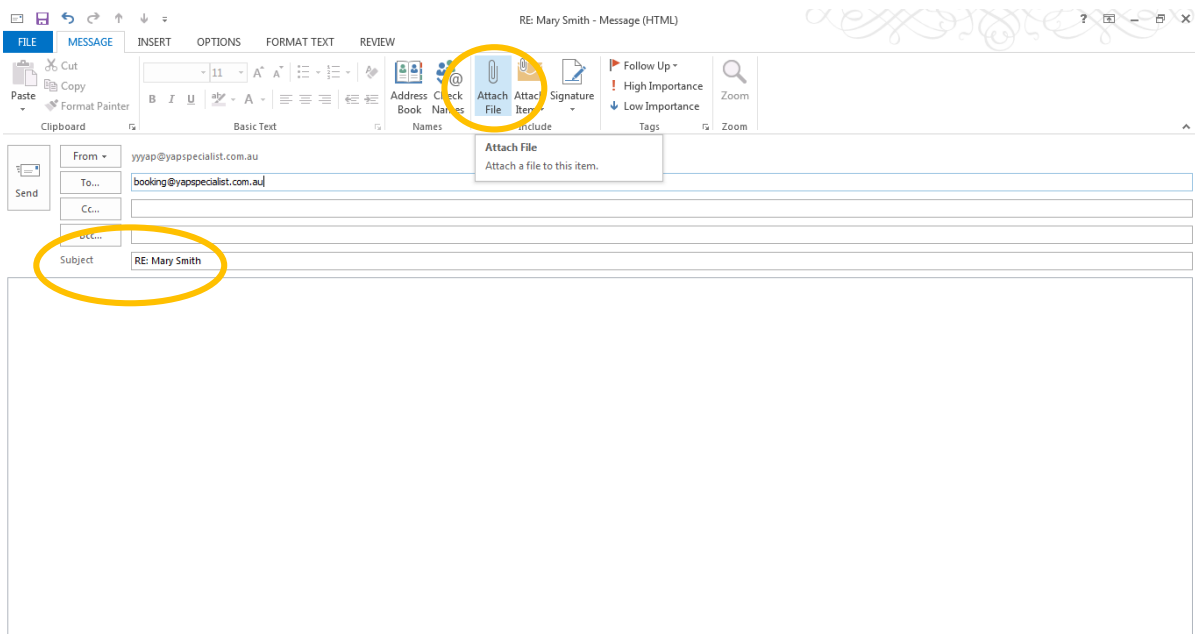 RE: Mary Smith - Message (HTML)
?
FILE MESSAGE INSERT OPTIONS FORMAT TEXT REVIEW
Paste
Cut
Copy
Format Painter
Clipboard
11 A A
B I U ab A
Basic Text
Address Book
Check Names
Names
Attach File
Attach Item
Signature
Include
Follow Up
High Importance
Low Importance
Tags
Zoom
Zoom
Attach File
Attach a file to this item.
Send
From yyyap@yapspecialist.com.au
To... booking@yapspecialist.com.au
Cc...
Bcc...
Subject RE: Mary Smith